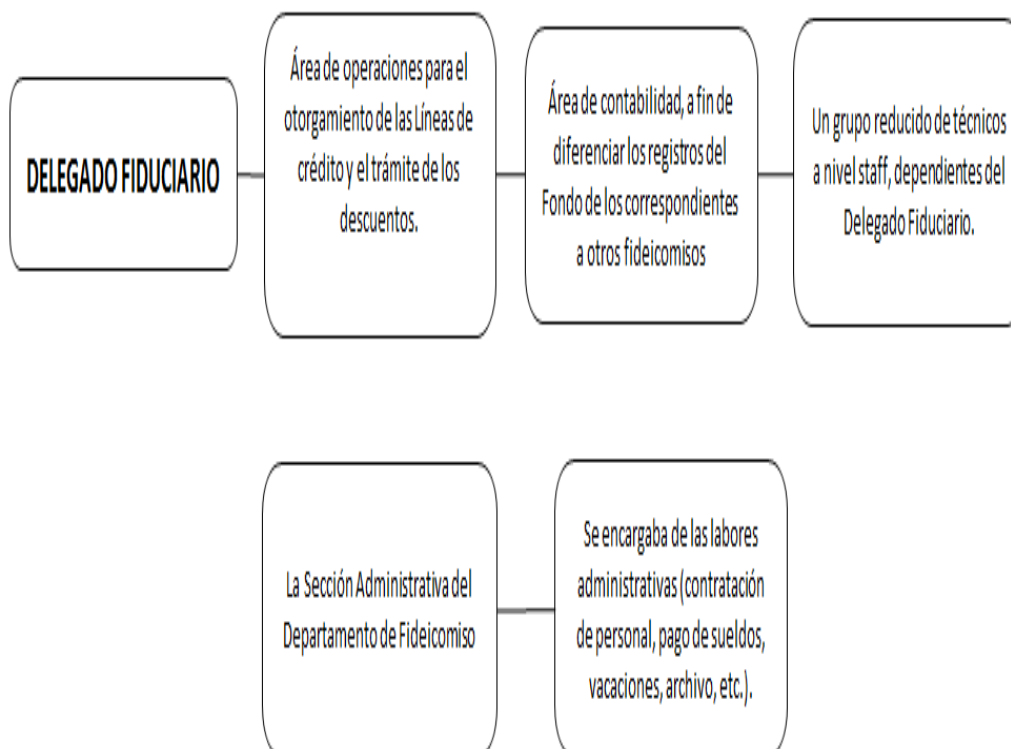 DELEGADO FIDUCIARIO
Área de operaciones para el
otorgamiento de las Líneas de
crédito y el trámite de los
descuentos.
Área de contabilidad, a fin de
diferenciar los registros del
Fondo de los correspondientes
a otros fideicomisos
Un grupo reducido de técnicos
a nivel staff, dependientes del
Delegado Fiduciario.
La Sección Administrativa del
Departamento de Fideicomiso
Se encargaba de las labores
administrativas (contratación
de personal, pago de sueldos,
vacaciones, archivo, etc.).